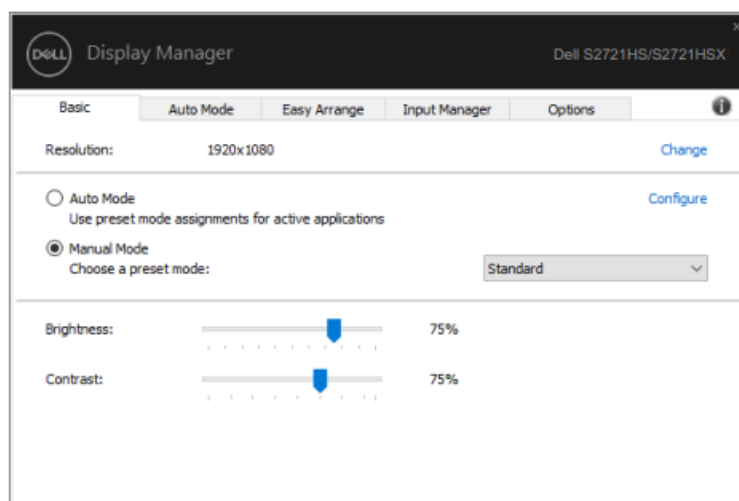 DELL Display Manager Dell S2721HS/S2721HSX
Basic Auto Mode Easy Arrange Input Manager Options
Resolution: 1920x1080 Change
Auto Mode Configure
Use preset mode assignments for active applications
Manual Mode
Choose a preset mode: Standard
Brightness: 75%
Contrast: 75%